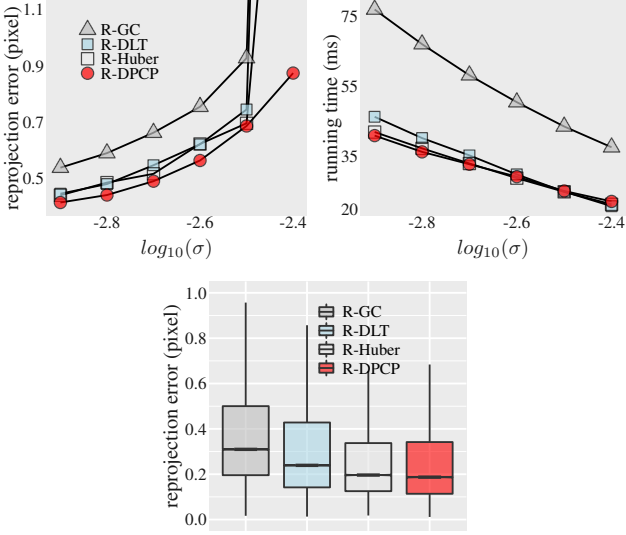 reprojection error (pixel)
1.1
0.9
0.7
0.5
R-GC
R-DLT
R-Huber
R-DPCP
-2.8
-2.6
-2.4
log10(σ)
running time (ms)
75
55
35
20
-2.8
-2.6
-2.4
log10(σ)
reprojection error (pixel)
1.0
0.8
0.6
0.4
0.2
0.0
R-GC
R-DLT
R-Huber
R-DPCP